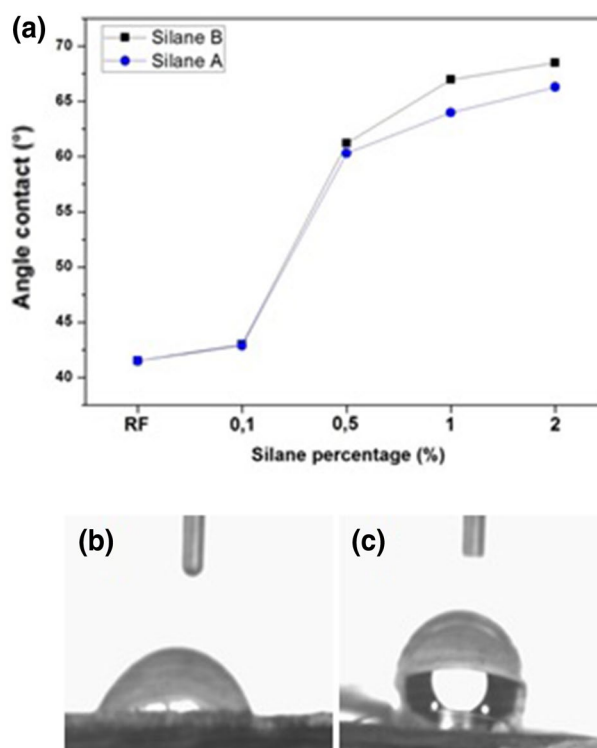 (a)
Silane B
Silane A
Angle contact (°)
70
65
60
55
50
45
40
RF 0,1 0,5 1 2
Silane percentage (%)
(b) (c)